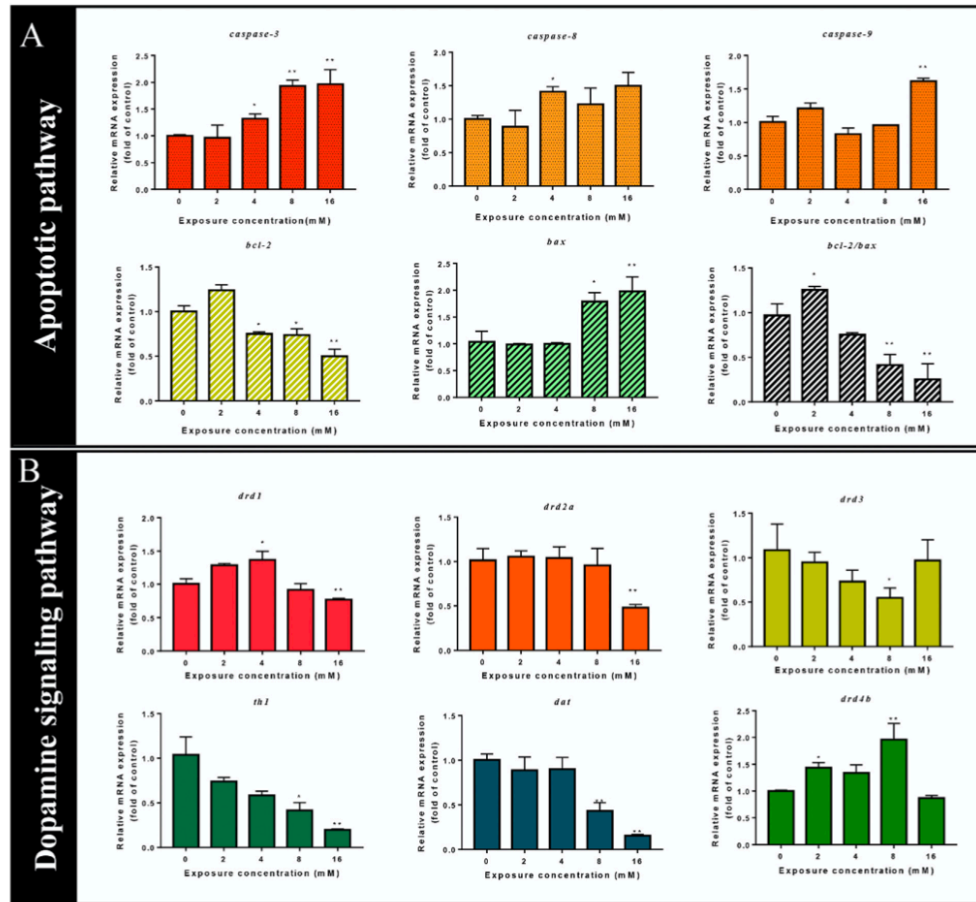 A
Apoptotic pathway
caspase-3
Relative mRNA expression
(fold of control)
2.5
2.0
1.5
1.0
0.5
0.0
*
**
**
0 2 4 8 16
Exposure concentration(mM)
caspase-8
Relative mRNA expression
(fold of control)
2.0
1.5
1.0
0.5
0.0
*
0 2 4 8 16
Exposure concentration (mM)
caspase-9
Relative mRNA expression
(fold of control)
2.0
1.5
1.0
0.5
0.0
**
0 2 4 8 16
Exposure concentration (mM)
bcl-2
Relative mRNA expression
(fold of control)
1.5
1.0
0.5
0.0
*
*
**
0 2 4 8 16
Exposure concentration (mM)
bax
Relative mRNA expression
(fold of control)
2.5
2.0
1.5
1.0
0.5
0.0
*
**
0 2 4 8 16
Exposure concentration (mM)
bcl-2/bax
Relative mRNA expression
(fold of control)
1.5
1.0
0.5
0.0
*
**
**
0 2 4 8 16
Exposure concentration (mM)
B
Dopamine signaling pathway
drd1
Relative mRNA expression
(fold of control)
2.0
1.5
1.0
0.5
0.0
*
**
0 2 4 8 16
Exposure concentration (mM)
drd2a
Relative mRNA expression
(fold of control)
1.5
1.0
0.5
0.0
**
0 2 4 8 16
Exposure concentration (mM)
drd3
Relative mRNA expression
(fold of control)
1.5
1.0
0.5
0.0
*
0 2 4 8 16
Exposure concentration (mM)
th1
Relative mRNA expression
(fold of control)
1.5
1.0
0.5
0.0
*
**
0 2 4 8 16
Exposure concentration (mM)
dat
Relative mRNA expression
(fold of control)
1.5
1.0
0.5
0.0
**
**
0 2 4 8 16
Exposure concentration (mM)
drd4b
Relative mRNA expression
(fold of control)
2.5
2.0
1.5
1.0
0.5
0.0
*
**
0 2 4 8 16
Exposure concentration (mM)